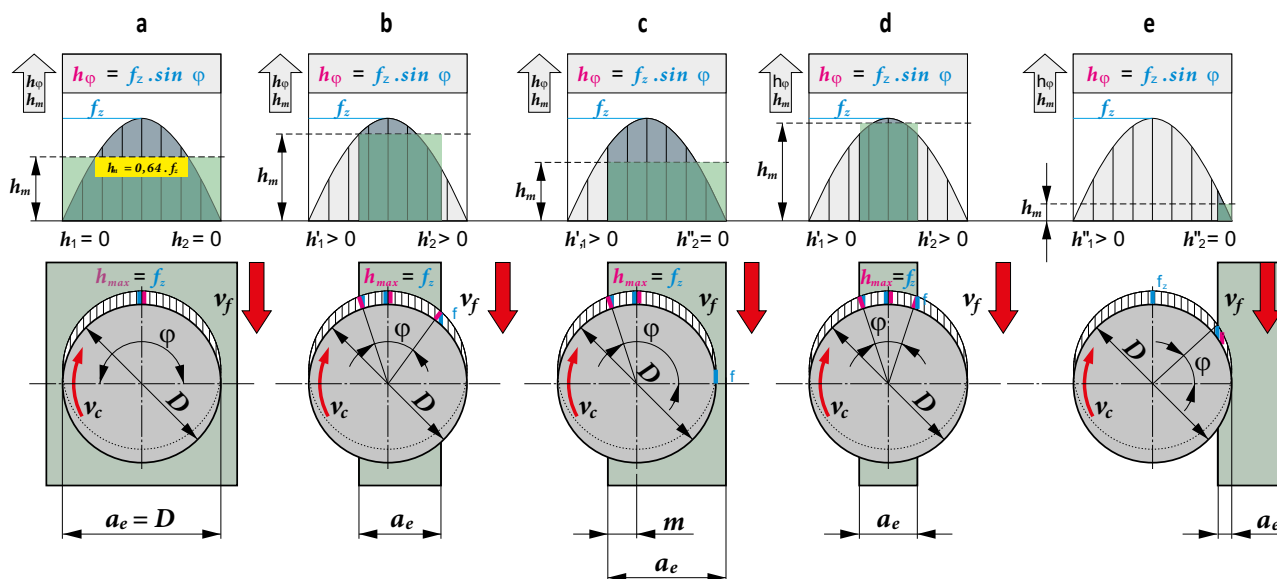 a b c d e
hφ = fz .sin φ hφ = fz .sin φ hφ = fz .sin φ hφ = fz .sin φ hφ = fz .sin φ
hφ hφ hφ hφ hφ
hm hm hm hm hm
fz fz fz fz fz
hm = 0,64 . fz
hm hm hm hm hm
h1 = 0 h2 = 0 h'1 > 0 h'2 > 0 h',1 > 0 h"2 = 0 h'1 > 0 h'2 > 0 h"1 > 0 h"2 = 0
hmax = fz hmax = fz hmax = fz hmax = fz
vf vf vf vf fz vf
f f f
φ φ φ φ φ
D D D D D
vc vc vc vc vc
ae = D ae m ae ae
ae